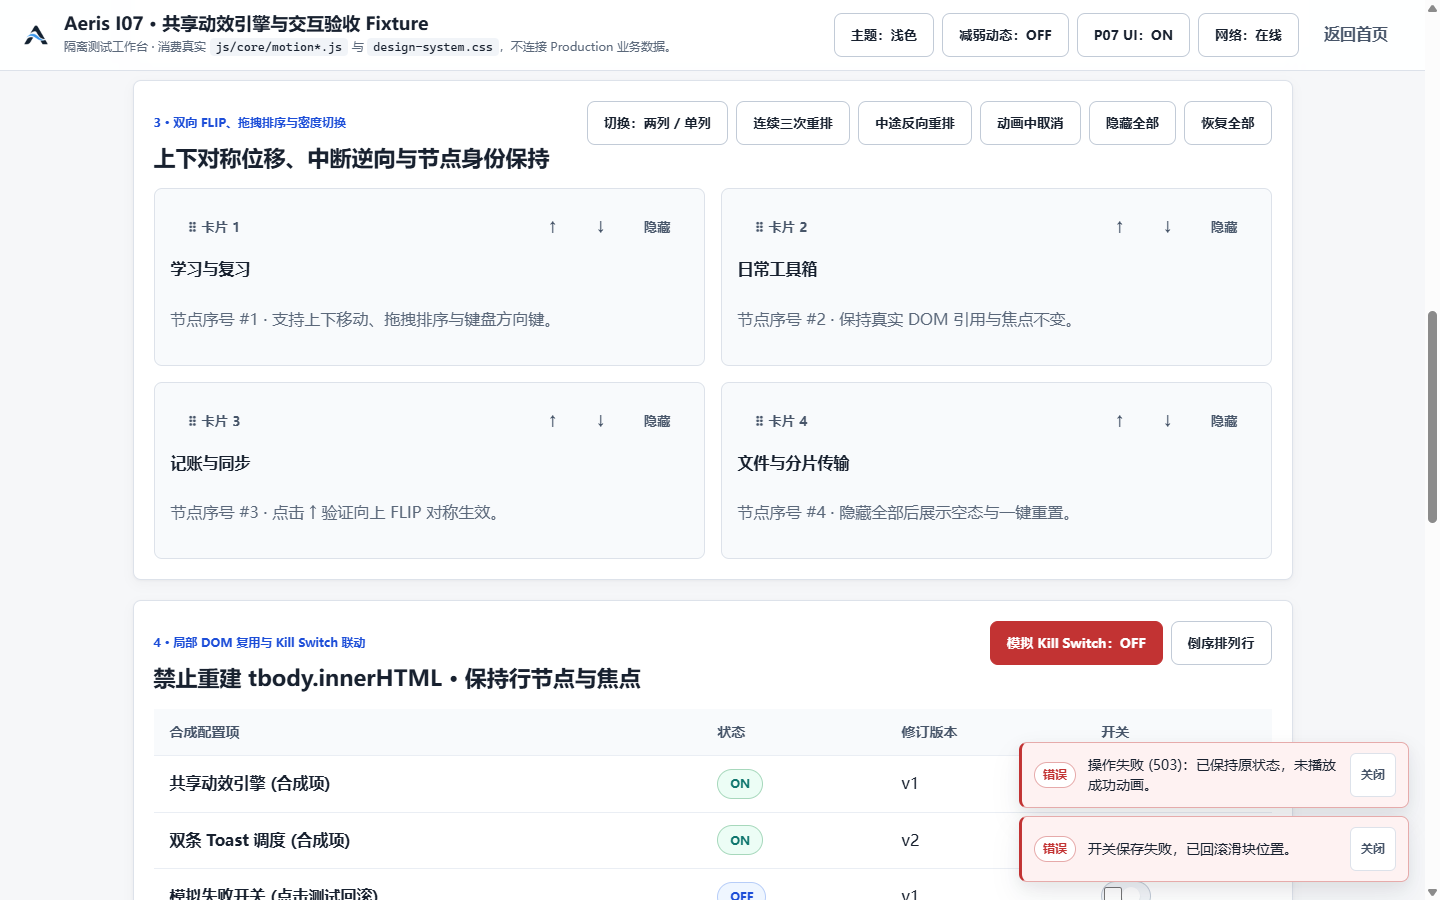 Aeris I07 • 共享动效引擎与交互验收 Fixture
隔离测试工作台 · 消费真实 js/core/motion*.js 与 design-system.css，不连接 Production 业务数据。
主题：浅色
减弱动态：OFF
P07 UI：ON
网络：在线
返回首页
3 • 双向 FLIP、拖拽排序与密度切换
上下对称位移、中断逆向与节点身份保持
切换：两列 / 单列
连续三次重排
中途反向重排
动画中取消
隐藏全部
恢复全部
⠿ 卡片 1 ↑ ↓ 隐藏
学习与复习
节点序号 #1 · 支持上下移动、拖拽排序与键盘方向键。
⠿ 卡片 2 ↑ ↓ 隐藏
日常工具箱
节点序号 #2 · 保持真实 DOM 引用与焦点不变。
⠿ 卡片 3 ↑ ↓ 隐藏
记账与同步
节点序号 #3 · 点击 ↑ 验证向上 FLIP 对称生效。
⠿ 卡片 4 ↑ ↓ 隐藏
文件与分片传输
节点序号 #4 · 隐藏全部后展示空态与一键重置。
4 • 局部 DOM 复用与 Kill Switch 联动
禁止重建 tbody.innerHTML • 保持行节点与焦点
模拟 Kill Switch：OFF
倒序排列行
合成配置项 状态 修订版本 开关
共享动效引擎 (合成项) ON v1
双条 Toast 调度 (合成项) ON v2
模拟失败开关 (点击测试回滚) OFF v1
错误 操作失败 (503)：已保持原状态，未播放
成功动画。
关闭
错误 开关保存失败，已回滚滑块位置。 关闭